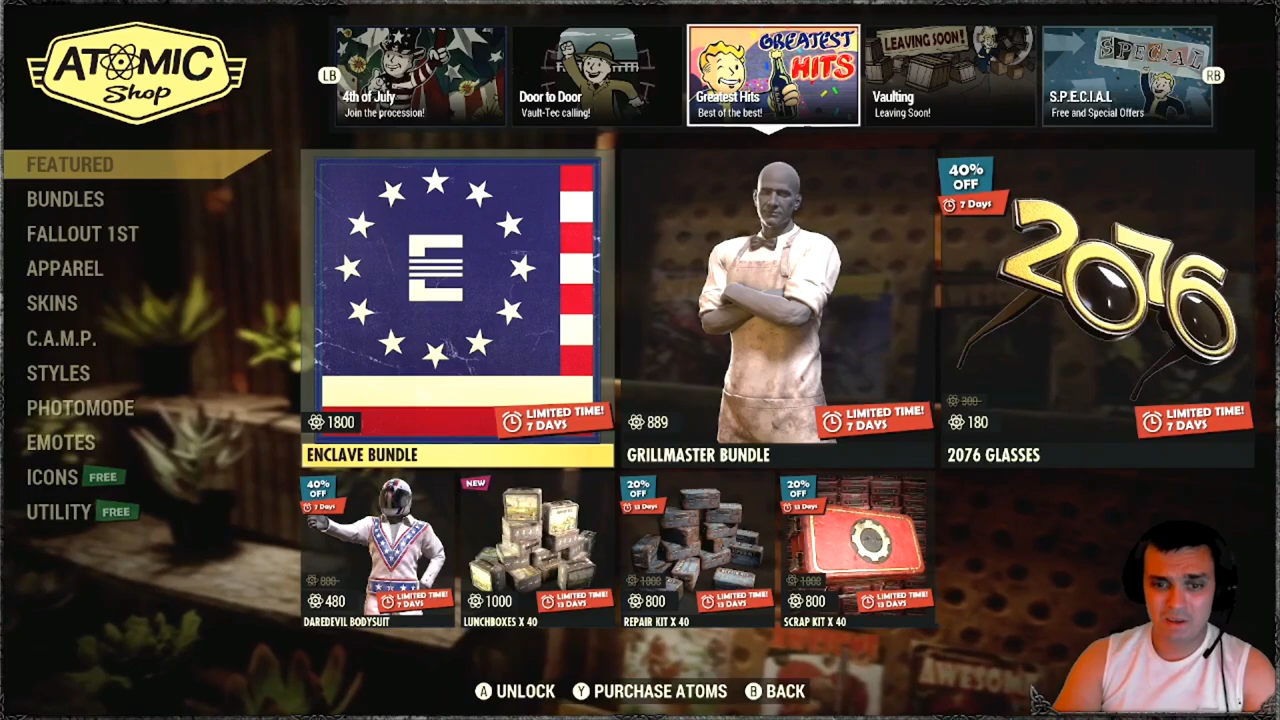 ATOMIC
Shop
LB
4th of July
Join the procession!
Door to Door
Vault-Tec calling!
GREATEST
HITS
Greatest Hits
Best of the best!
LEAVING SOON!
Vaulting
Leaving Soon!
SPECIAL
S.P.E.C.I.A.L
Free and Special Offers
RB
FEATURED
BUNDLES
FALLOUT 1ST
APPAREL
SKINS
C.A.M.P.
STYLES
PHOTOMODE
EMOTES
ICONS FREE
UTILITY FREE
E
1800
LIMITED TIME!
7 DAYS
ENCLAVE BUNDLE
889
LIMITED TIME!
7 DAYS
GRILLMASTER BUNDLE
40%
OFF
7 Days
2076
300
180
LIMITED TIME!
7 DAYS
2076 GLASSES
40%
OFF
7 Days
800
480
LIMITED TIME!
7 DAYS
DAREDEVIL BODYSUIT
NEW
1000
LIMITED TIME!
13 DAYS
LUNCHBOXES X 40
20%
OFF
13 Days
1000
800
LIMITED TIME!
13 DAYS
REPAIR KIT X 40
20%
OFF
13 Days
1000
800
LIMITED TIME!
13 DAYS
SCRAP KIT X 40
AWESOME
A UNLOCK
Y PURCHASE ATOMS
B BACK